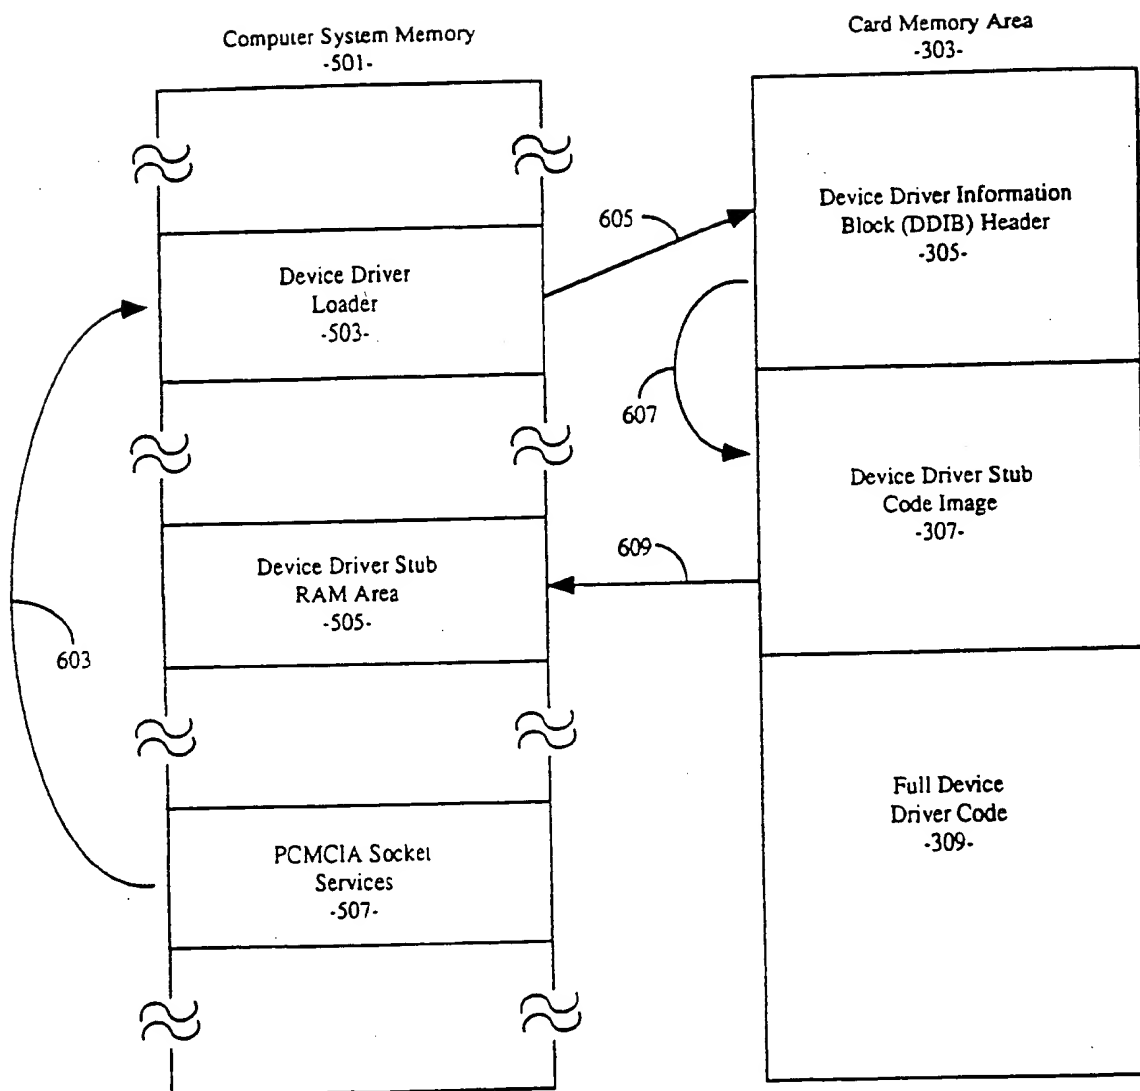 Computer System Memory
-501-
Card Memory Area
-303-
Device Driver Information
Block (DDIB) Header
-305-
605
Device Driver
Loader
-503-
607
Device Driver Stub
Code Image
-307-
609
Device Driver Stub
RAM Area
-505-
603
Full Device
Driver Code
-309-
PCMCIA Socket
Services
-507-